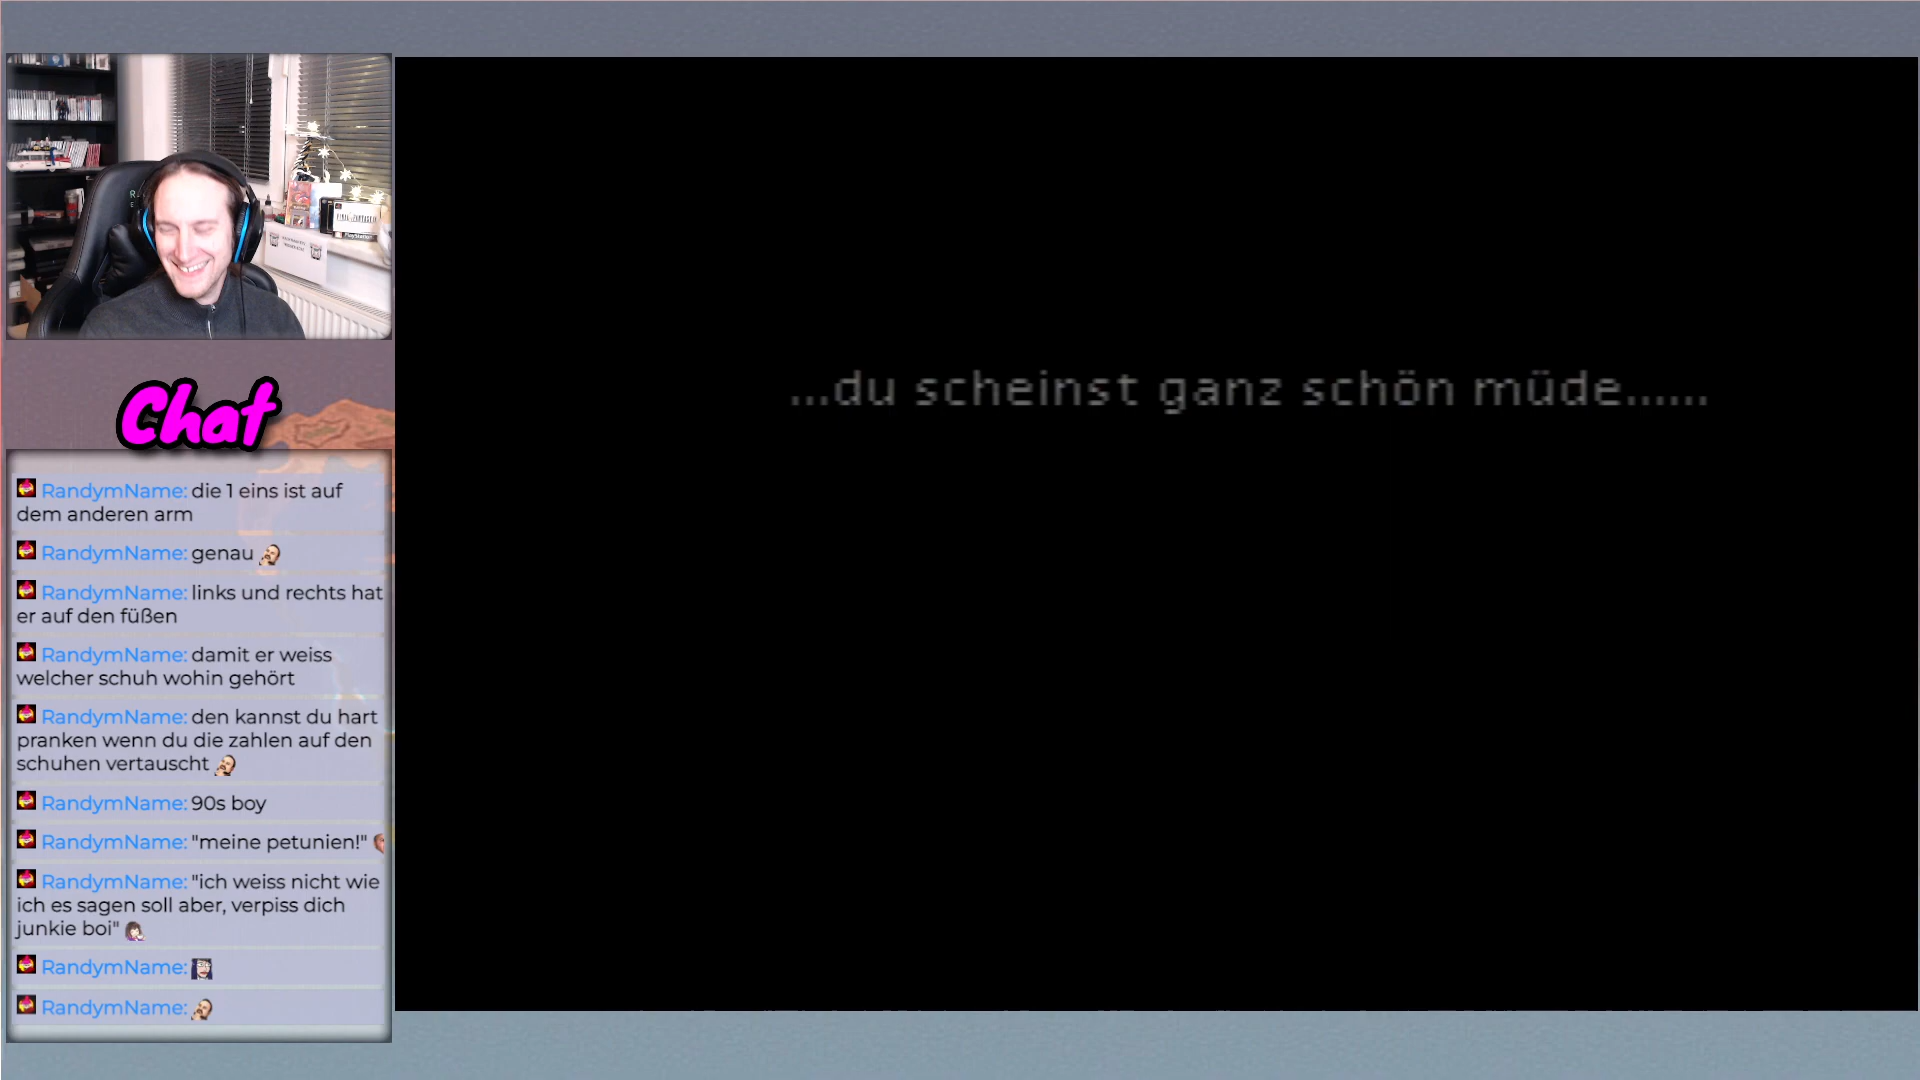 ...du scheinst ganz schön müde......
Chat
RandymName: die 1 eins ist auf
dem anderen arm
RandymName: genau
RandymName: links und rechts hat
er auf den füßen
RandymName: damit er weiss
welcher schuh wohin gehört
RandymName: den kannst du hart
pranken wenn du die zahlen auf den
schuhen vertauscht
RandymName: 90s boy
RandymName: "meine petunien!"
RandymName: "ich weiss nicht wie
ich es sagen soll aber, verpiss dich
junkie boi"
RandymName:
RandymName: